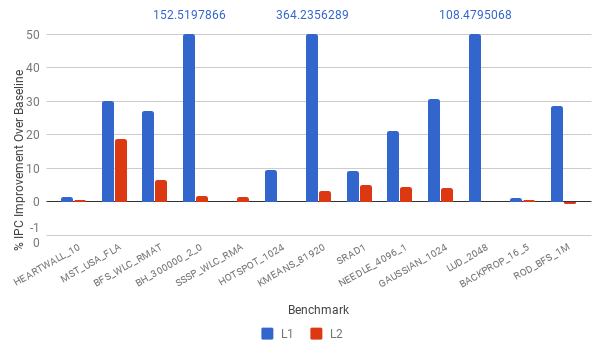 152.5197866 364.2356289 108.4795068
50
40
30
20
10
0
-1
0
% IPC Improvement Over Baseline
HEARTWALL_10
MST_USA_FLA
BFS_WLC_RMAT
BH_300000_2_0
SSSP_WLC_RMA
HOTSPOT_1024
KMEANS_81920
SRAD1
NEEDLE_4096_1
GAUSSIAN_1024
LUD_2048
BACKPROP_16_5
ROD_BFS_1M
Benchmark
L1 L2